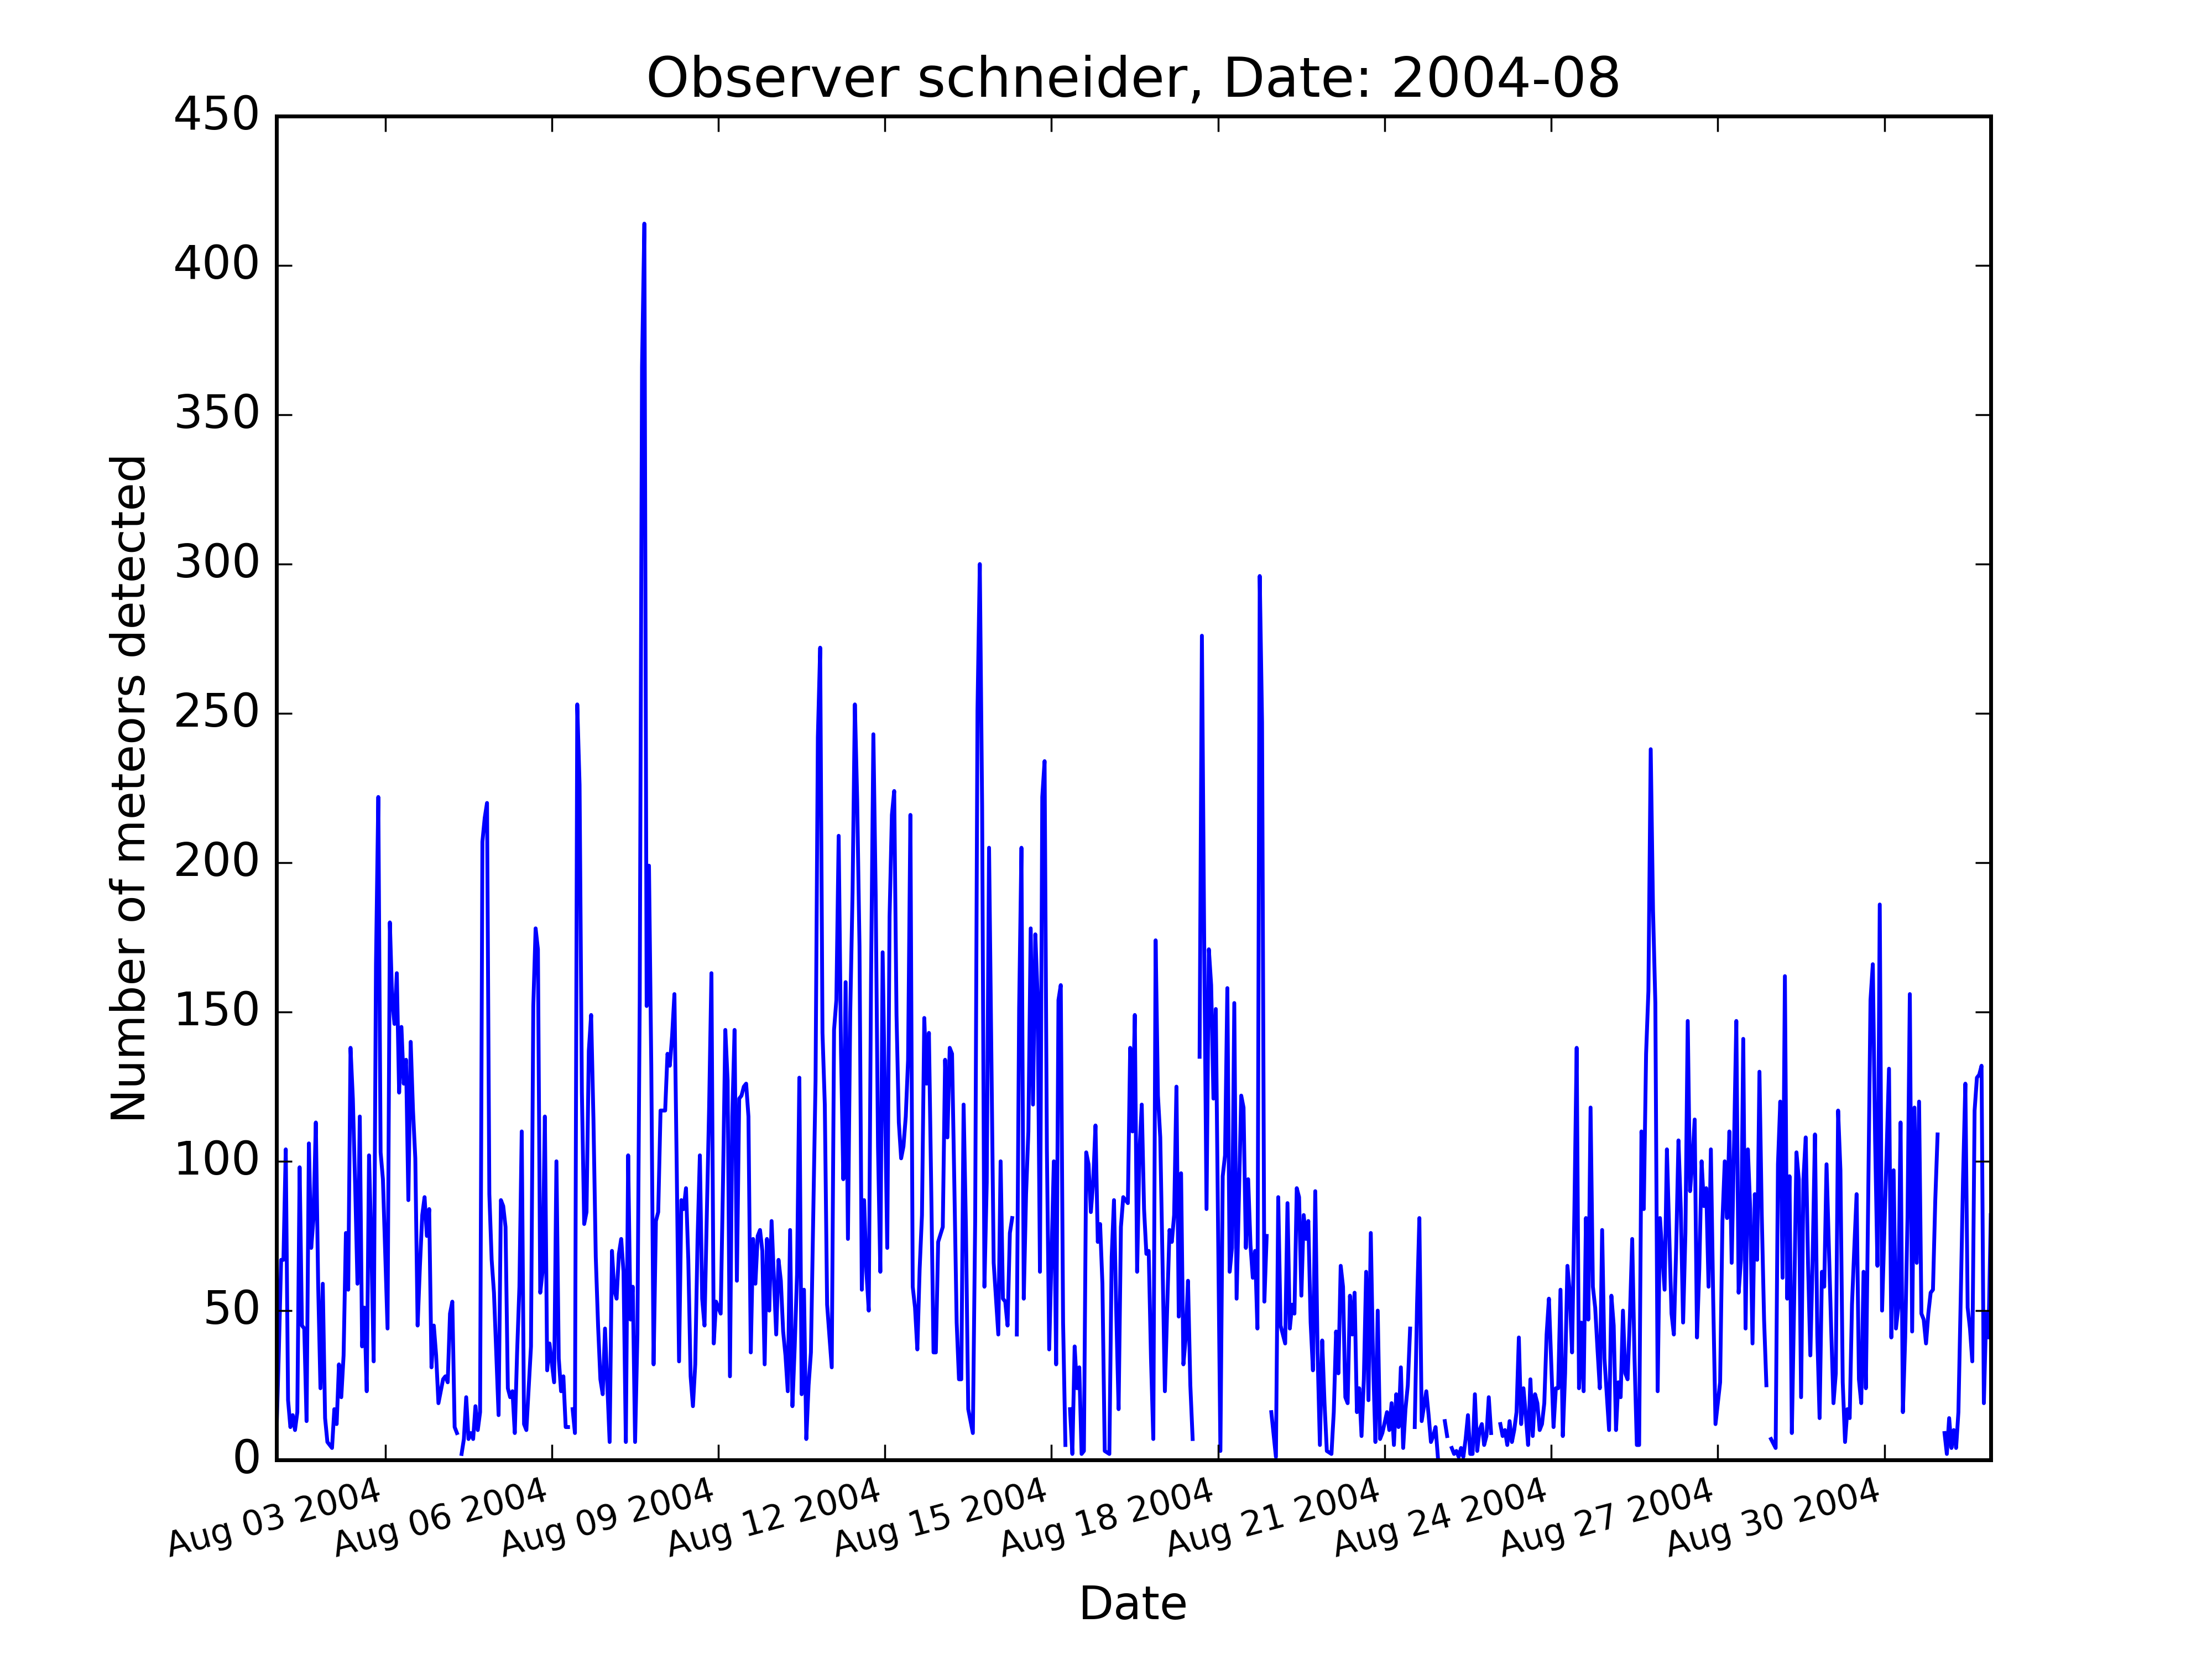 Observer schneider, Date: 2004-08
450
400
350
300
250
200
150
100
50
0
Number of meteors detected
Aug 03 2004
Aug 06 2004
Aug 09 2004
Aug 12 2004
Aug 15 2004
Aug 18 2004
Aug 21 2004
Aug 24 2004
Aug 27 2004
Aug 30 2004
Date